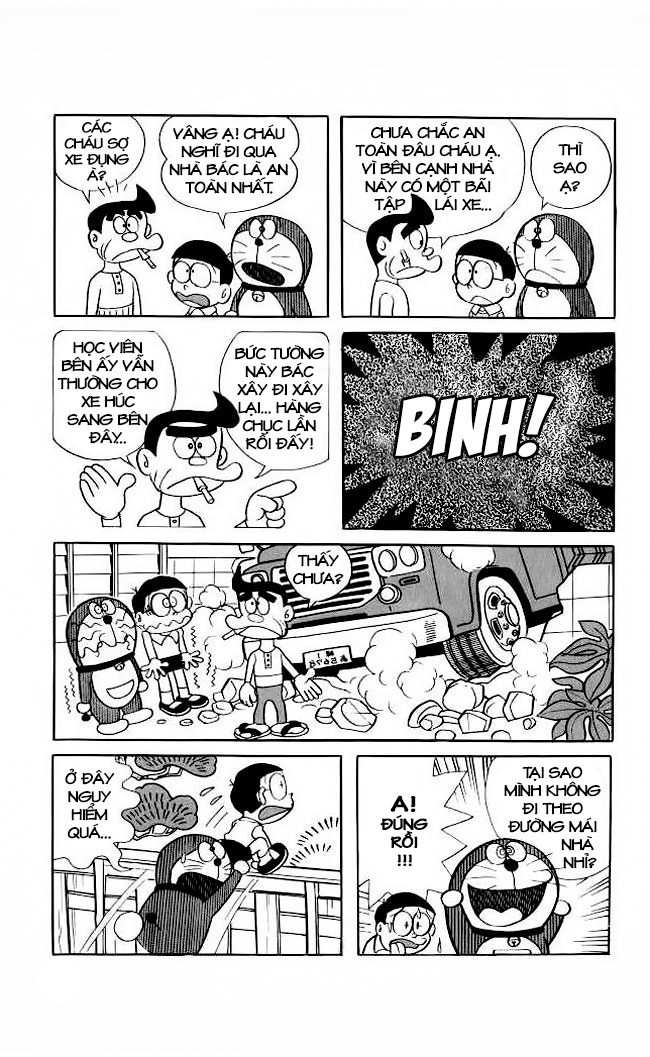 CÁC
CHÁU SỢ
XE ĐỤNG
À?
VÂNG Ạ! CHÁU
NGHĨ ĐI QUA
NHÀ BÁC LÀ AN
TOÀN NHẤT.
CHƯA CHẮC AN
TOÀN ĐÂU CHÁU Ạ.
VÌ BÊN CẠNH NHÀ
NÀY CÓ MỘT BÃI
TẬP LÁI XE...
THÌ
SAO
Ạ?
HỌC VIÊN
BÊN ẤY VẪN
THƯỜNG CHO
XE HÚC
SANG BÊN
ĐÂY...
BỨC TƯỜNG
NÀY BÁC
XÂY ĐI XÂY
LẠI... HÀNG
CHỤC LẦN
RỒI ĐẤY!
BINH!
THẤY
CHƯA?
Ở ĐÂY
NGUY
HIỂM
QUÁ...
A!
ĐÚNG
RỒI
!!!
TẠI SAO
MÌNH KHÔNG
ĐI THEO
ĐƯỜNG MÁI
NHÀ
NHỈ?